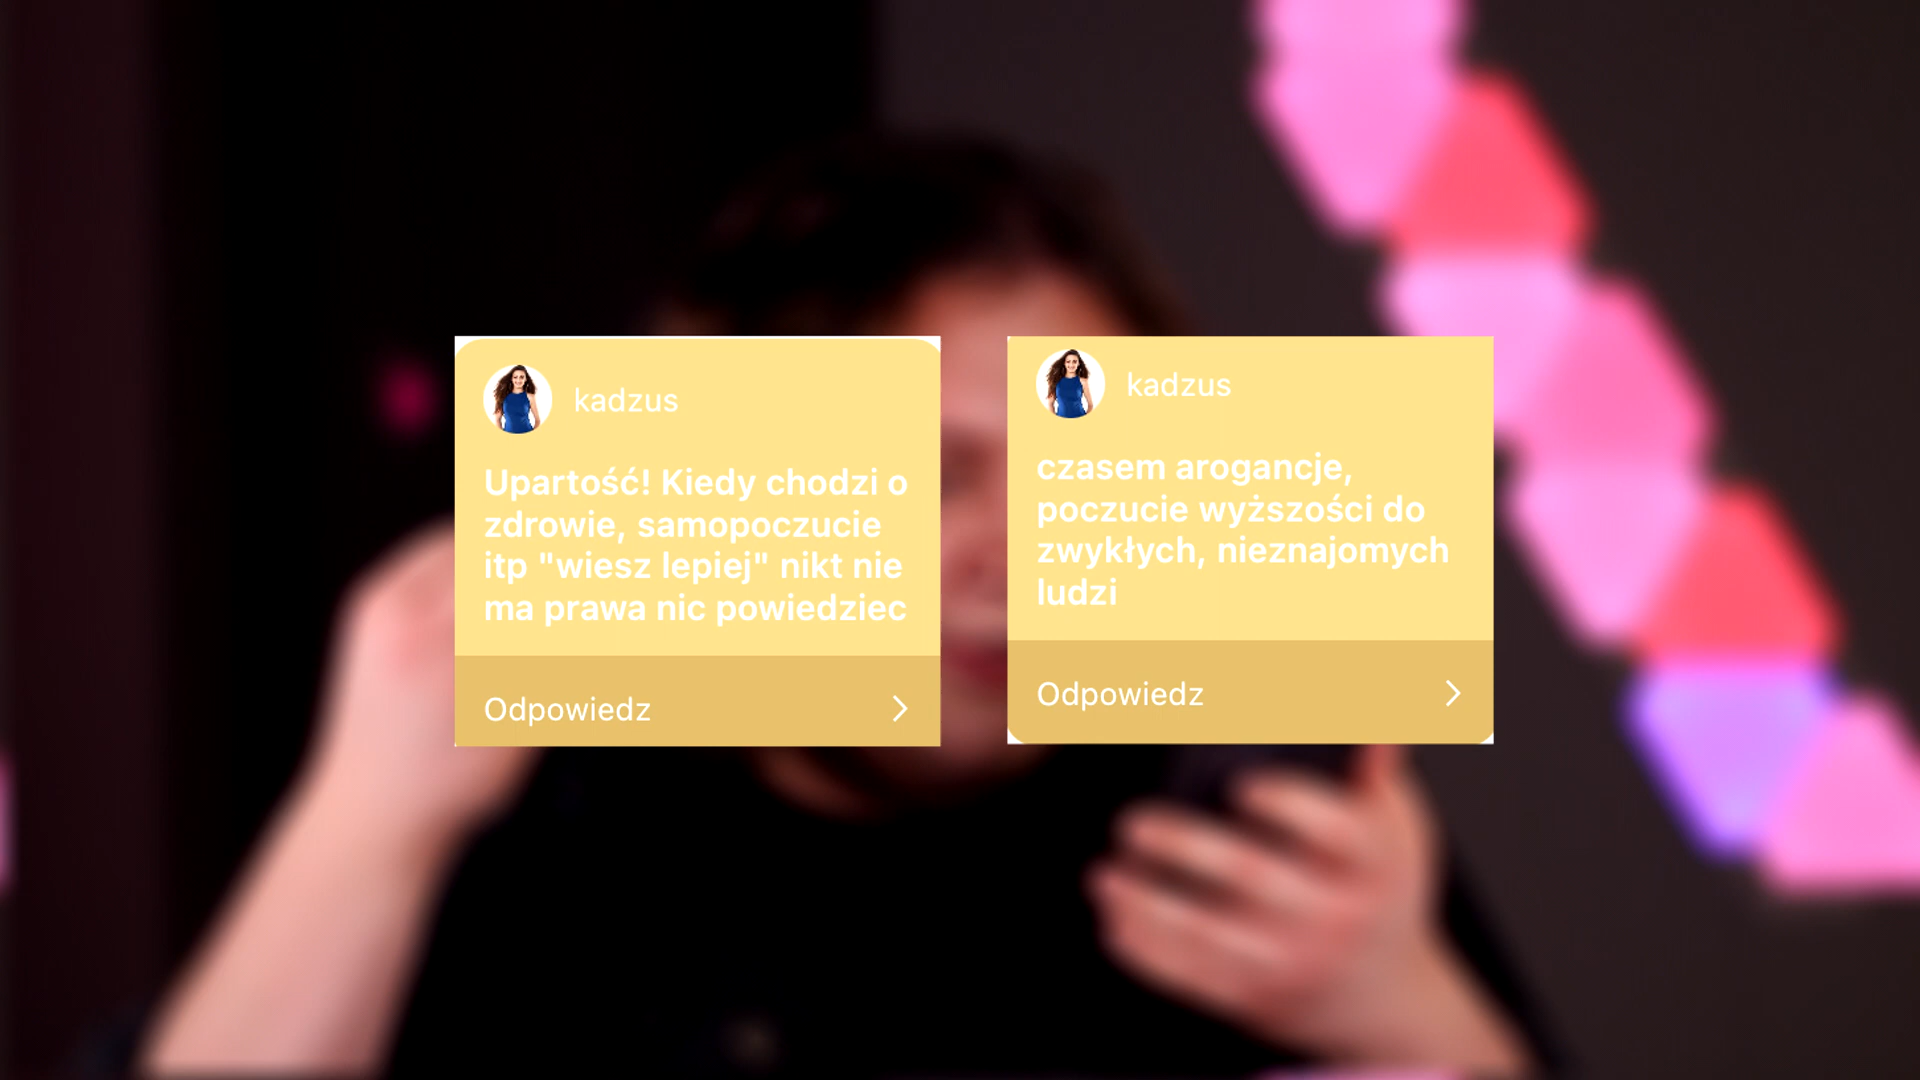 kadzus
Upartość! Kiedy chodzi o
zdrowie, samopoczucie
itp "wiesz lepiej" nikt nie
ma prawa nic powiedziec
Odpowiedz
kadzus
czasem arogancje,
poczucie wyższości do
zwykłych, nieznajomych
ludzi
Odpowiedz